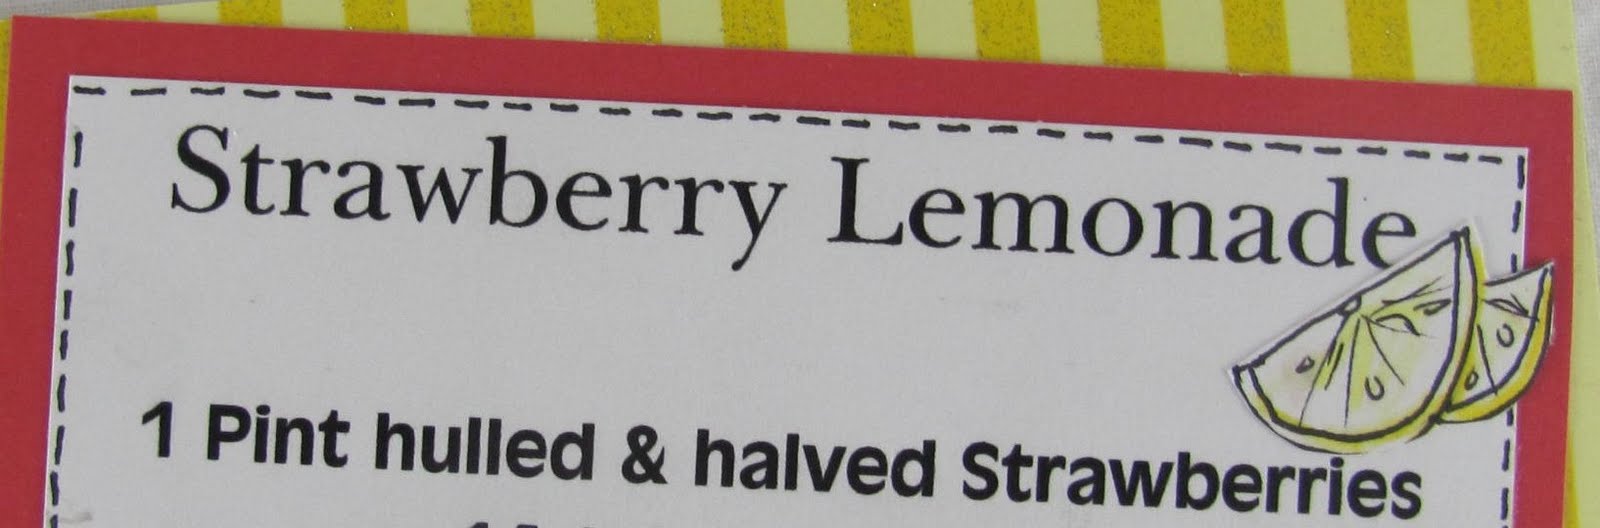 Strawberry Lemonade
1 Pint hulled & halved Strawberries